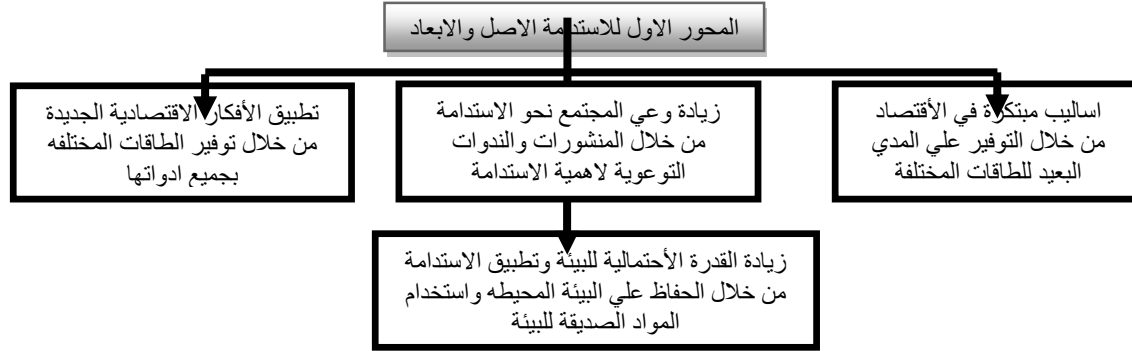 المحور الاول للاستدامة الاصل والابعاد
اساليب مبتكرة في الأقتصاد
من خلال التوفير علي المدي
البعيد للطاقات المختلفة
زيادة وعي المجتمع نحو الاستدامة
من خلال المنشورات والندوات
التوعوية لاهمية الاستدامة
تطبيق الأفكار الاقتصادية الجديدة
من خلال توفير الطاقات المختلفه
بجميع ادواتها
زيادة القدرة الأحتمالية للبيئة وتطبيق الاستدامة
من خلال الحفاظ علي البيئة المحيطه واستخدام
المواد الصديقة للبيئة